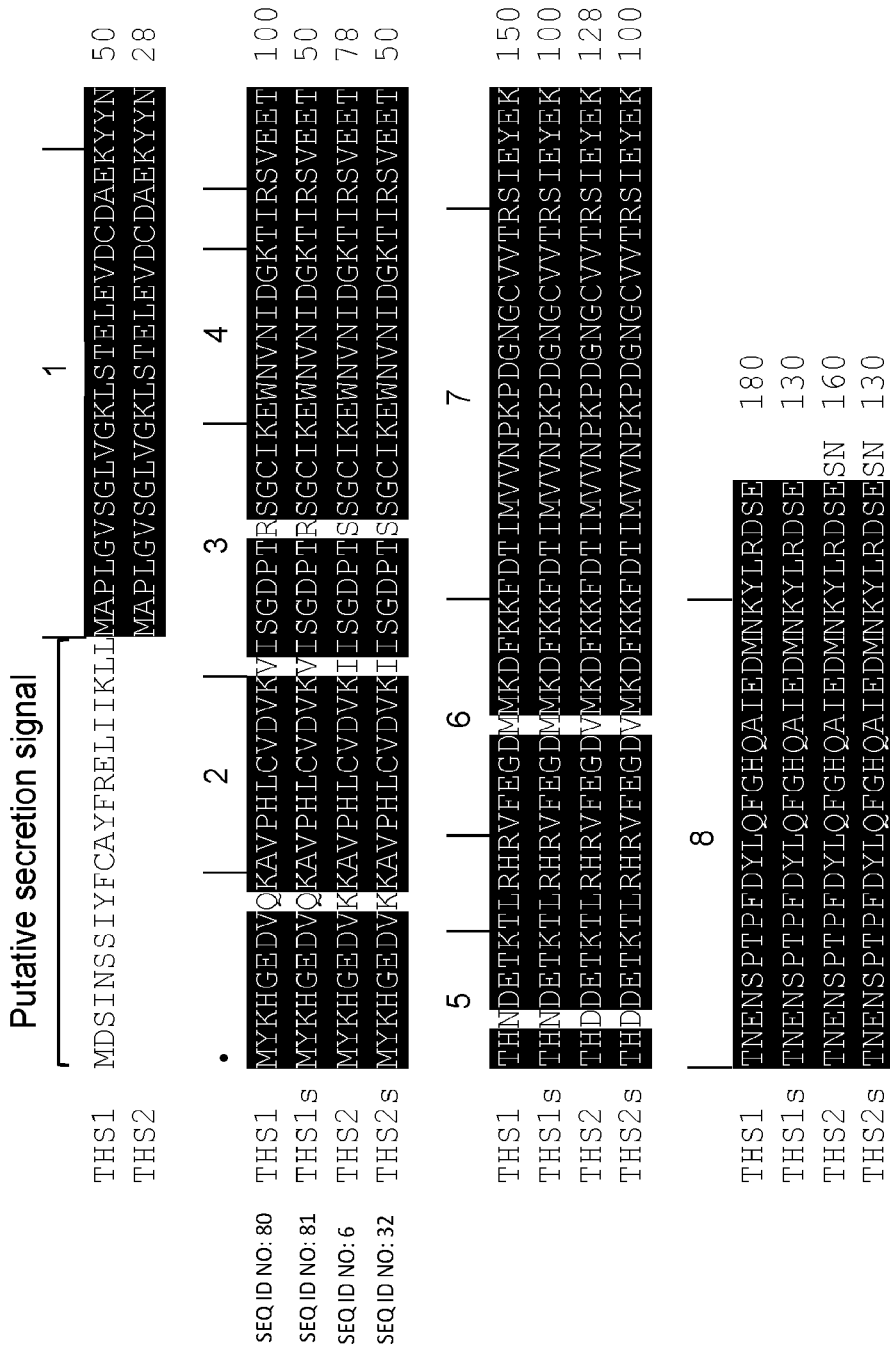 Putative secretion signal
1
THS1 MDSINSSIYFCAYFRELIIKLLMAPLGVSGLVGKLSTELEVDCDAEKYYN 50
THS2 MAPLGVSGLVGKLSTELEVDCDAEKYYN 28
• 2 3 4
SEQ ID NO: 80 THS1 MYKHGEDVQKAVPHLCVDVKVISGDPTRSGCIKEWNVNIDGKTIRSVEET 100
SEQ ID NO: 81 THS1s MYKHGEDVQKAVPHLCVDVKVISGDPTRSGCIKEWNVNIDGKTIRSVEET 50
SEQ ID NO: 6 THS2 MYKHGEDVKKAVPHLCVDVKIISGDPTSSGCIKEWNVNIDGKTIRSVEET 78
SEQ ID NO: 32 THS2s MYKHGEDVKKAVPHLCVDVKIISGDPTSSGCIKEWNVNIDGKTIRSVEET 50
5 6 7
THS1 THNDETKTLRHRVFEGDMMKDFKKFDTIMVVNPKPDGNGCVVTRSIEYEK 150
THS1s THNDETKTLRHRVFEGDMMKDFKKFDTIMVVNPKPDGNGCVVTRSIEYEK 100
THS2 THDDETKTLRHRVFEGDVMKDFKKFDTIMVVNPKPDGNGCVVTRSIEYEK 128
THS2s THDDETKTLRHRVFEGDVMKDFKKFDTIMVVNPKPDGNGCVVTRSIEYEK 100
8
THS1 TNENSPTPFDYLQFGHQAIEDMNKYLRDSE 180
THS1s TNENSPTPFDYLQFGHQAIEDMNKYLRDSE 130
THS2 TNENSPTPFDYLQFGHQAIEDMNKYLRDSESN 160
THS2s TNENSPTPFDYLQFGHQAIEDMNKYLRDSESN 130